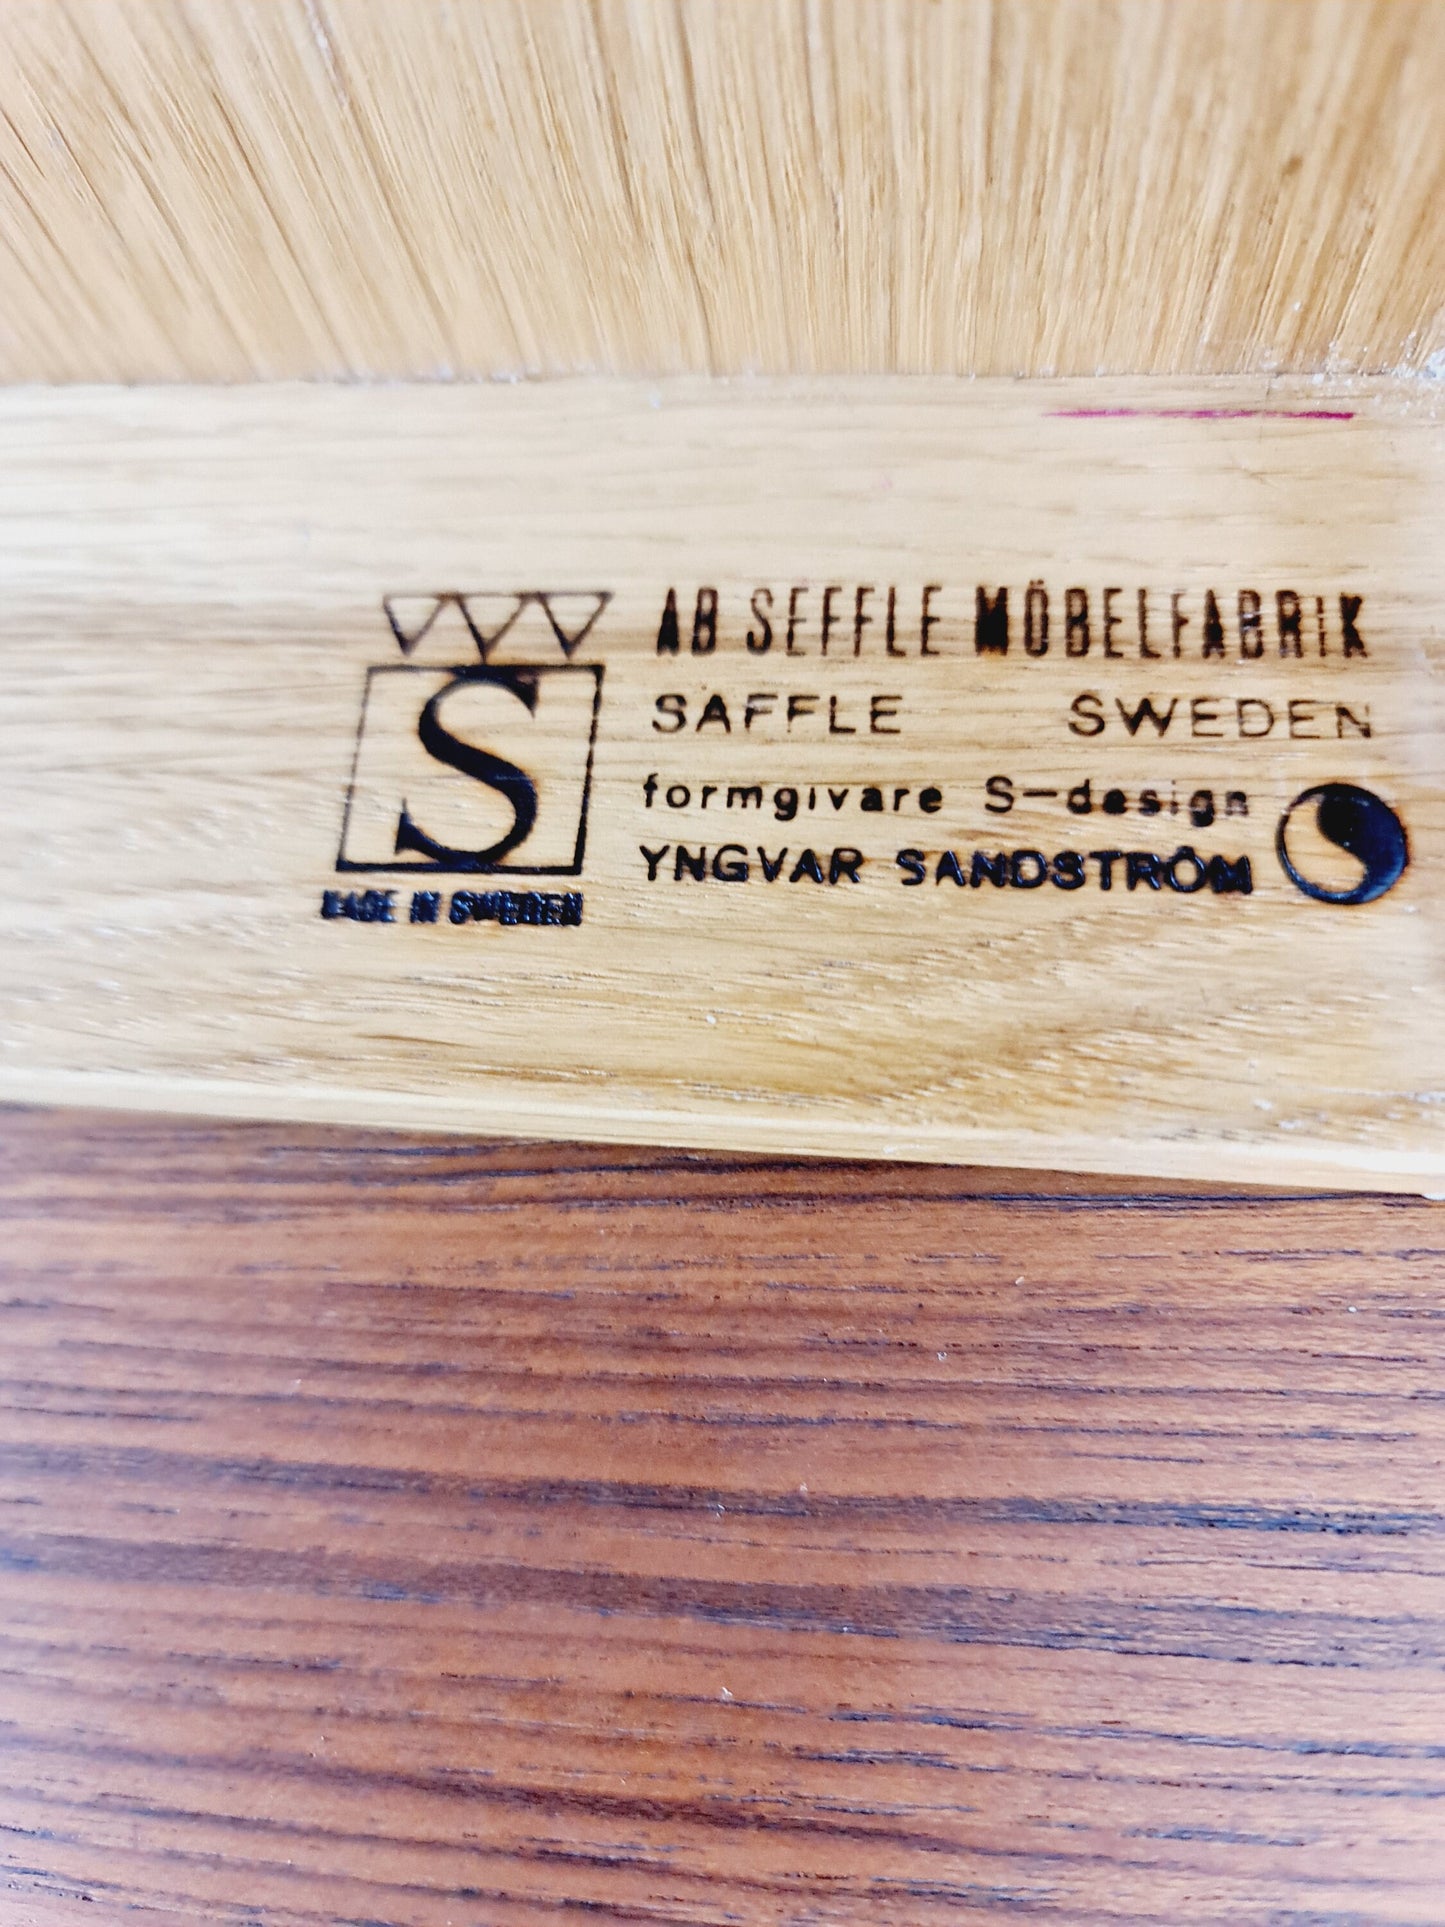 AB SEFFLE MÖBELFABRIK
SAFFLE SWEDEN
formgivare S-design
YNGVAR SANDSTRÖM
S
MADE IN SWEDEN